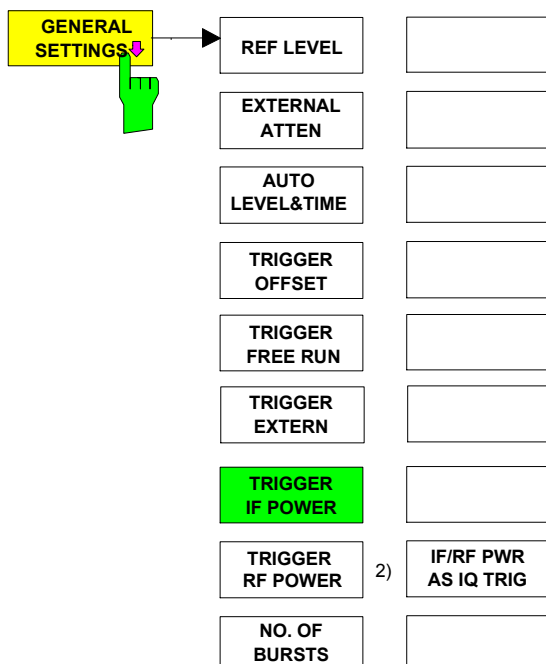 GENERAL
SETTINGS
REF LEVEL
EXTERNAL
ATTEN
AUTO
LEVEL&TIME
TRIGGER
OFFSET
TRIGGER
FREE RUN
TRIGGER
EXTERN
TRIGGER
IF POWER
TRIGGER
RF POWER
2)
IF/RF PWR
AS IQ TRIG
NO. OF
BURSTS